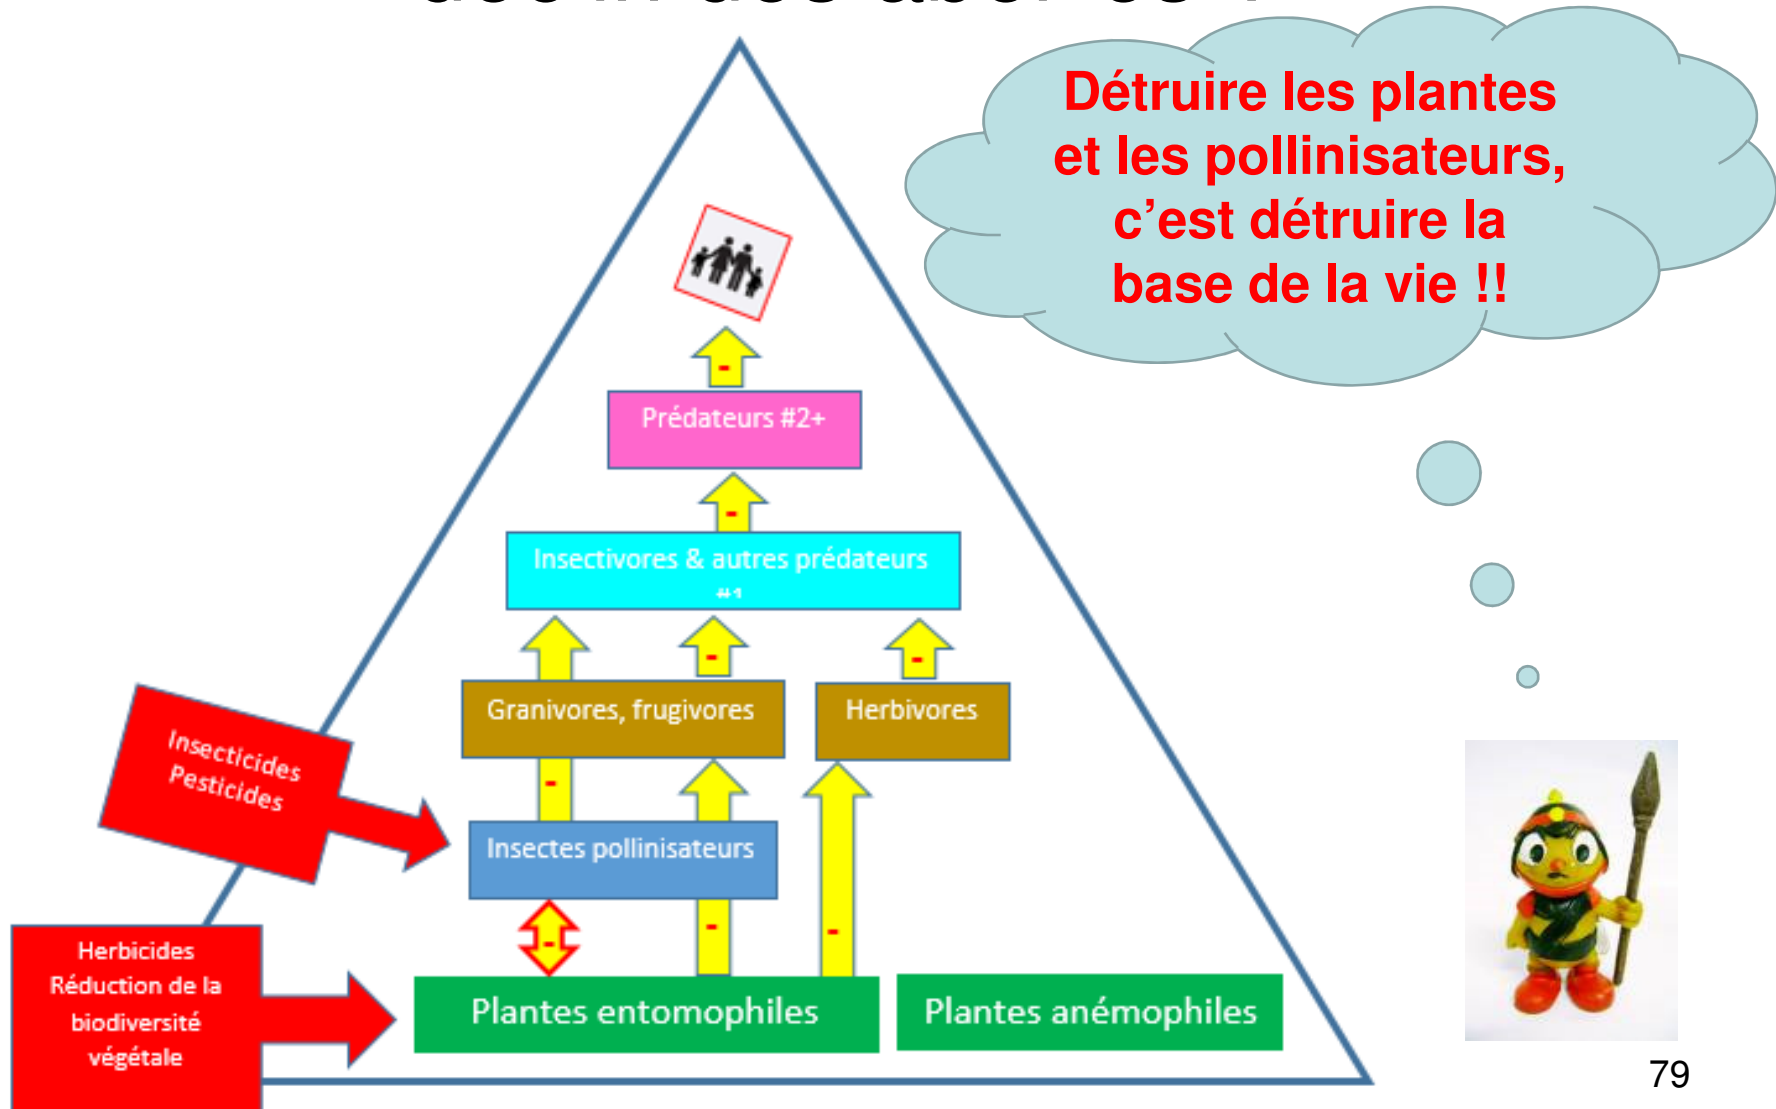 Détruire les plantes
et les pollinisateurs,
c’est détruire la
base de la vie !!
-
Prédateurs #2+
-
Insectivores & autres prédateurs
#1
-
-
Granivores, frugivores
Herbivores
Insecticides
Pesticides
-
Insectes pollinisateurs
-
-
-
Herbicides
Réduction de la
biodiversité
végétale
Plantes entomophiles
Plantes anémophiles
79